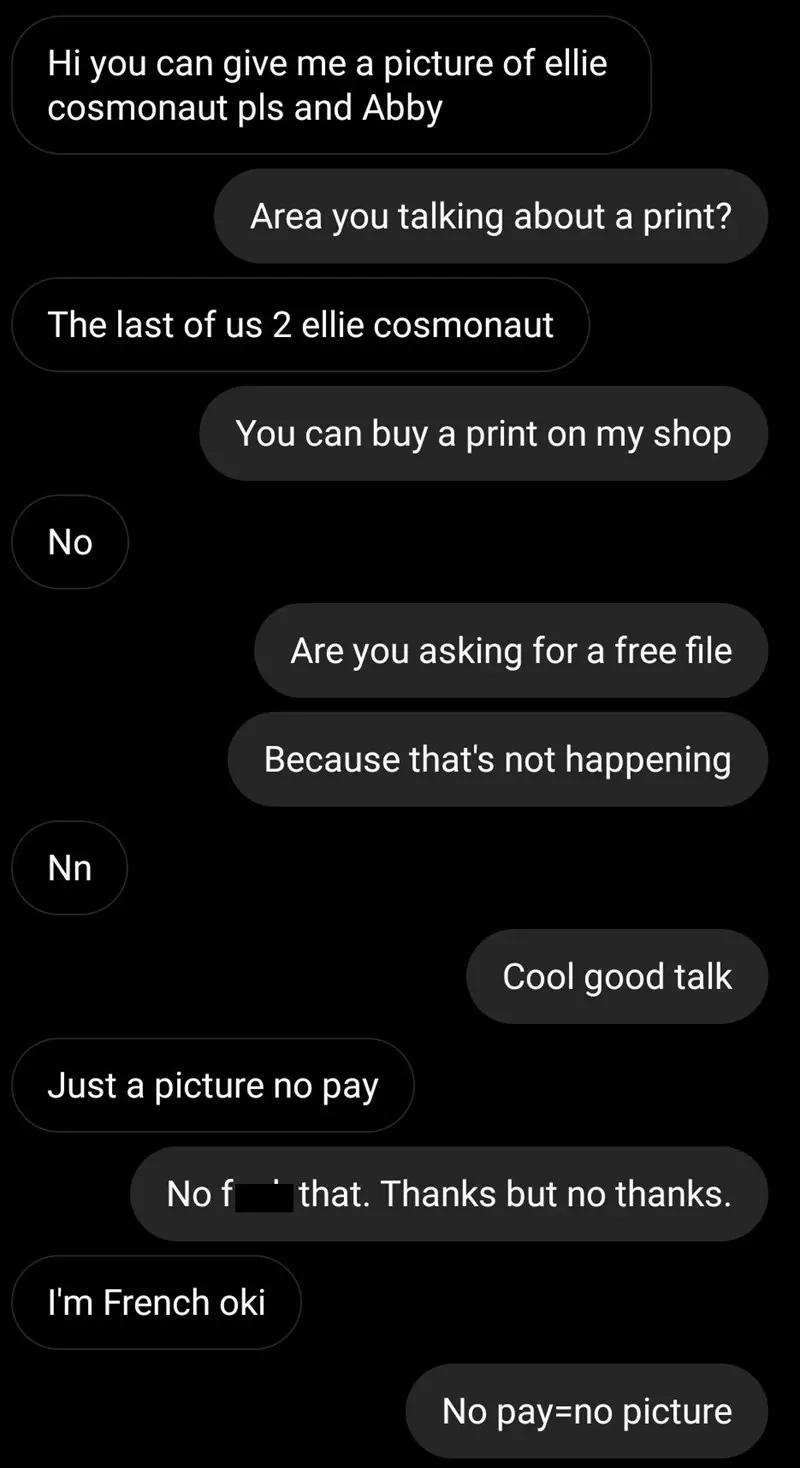 Hi you can give me a picture of ellie
cosmonaut pls and Abby
Area you talking about a print?
The last of us 2 ellie cosmonaut
You can buy a print on my shop
No
Are you asking for a free file
Because that's not happening
Nn
Cool good talk
Just a picture no pay
No f that. Thanks but no thanks.
I'm French oki
No pay=no picture